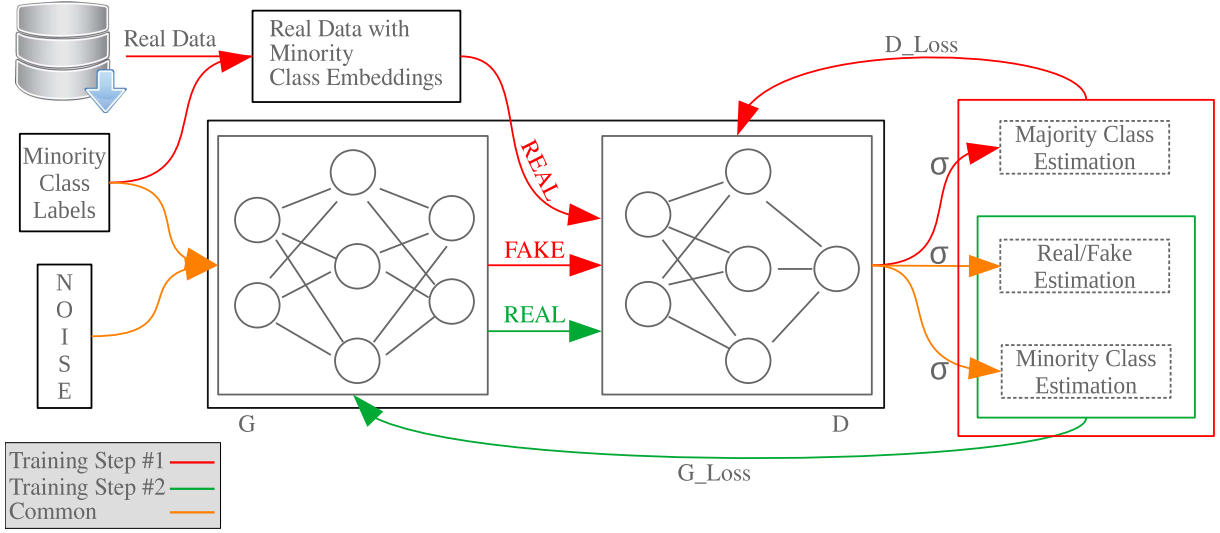 Real Data
Real Data with
Minority
Class Embeddings
D_Loss
Minority
Class
Labels
REAL
FAKE
REAL
σ
Majority Class
Estimation
σ
Real/Fake
Estimation
σ
Minority Class
Estimation
N
O
I
S
E
G
D
G_Loss
Training Step #1
Training Step #2
Common